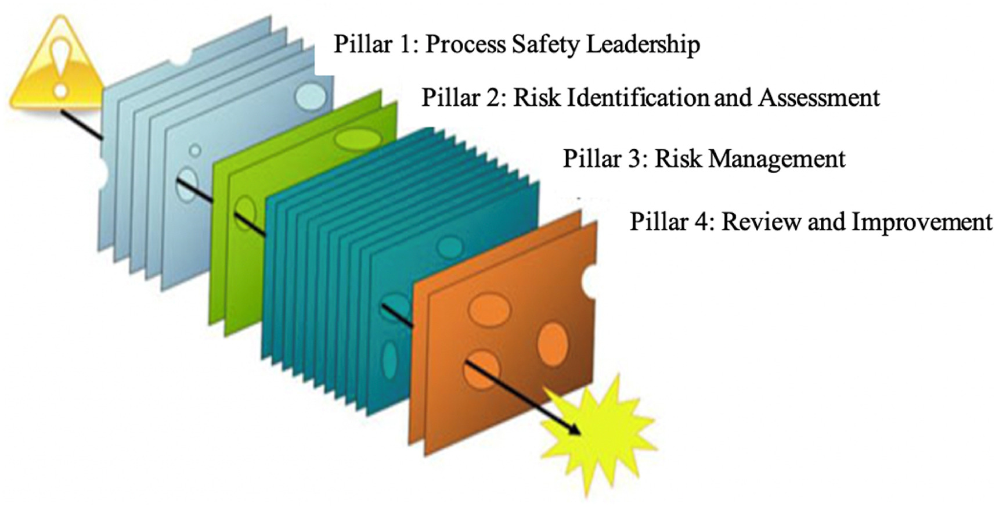 Pillar 1: Process Safety Leadership
Pillar 2: Risk Identification and Assessment
Pillar 3: Risk Management
Pillar 4: Review and Improvement